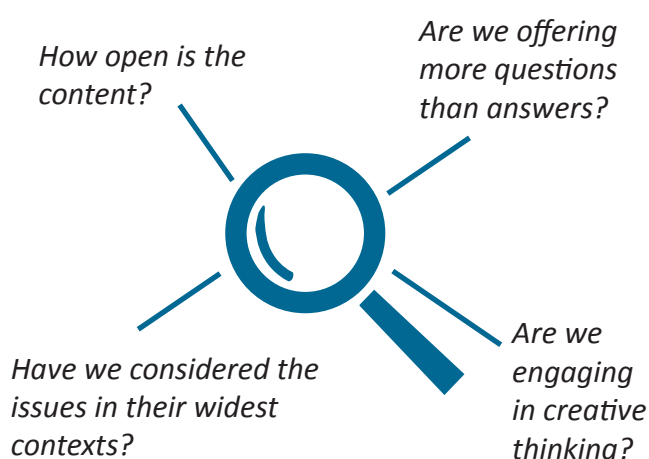 How open is the
content?
Are we offering
more questions
than answers?
Have we considered the
issues in their widest
contexts?
Are we
engaging
in creative
thinking?